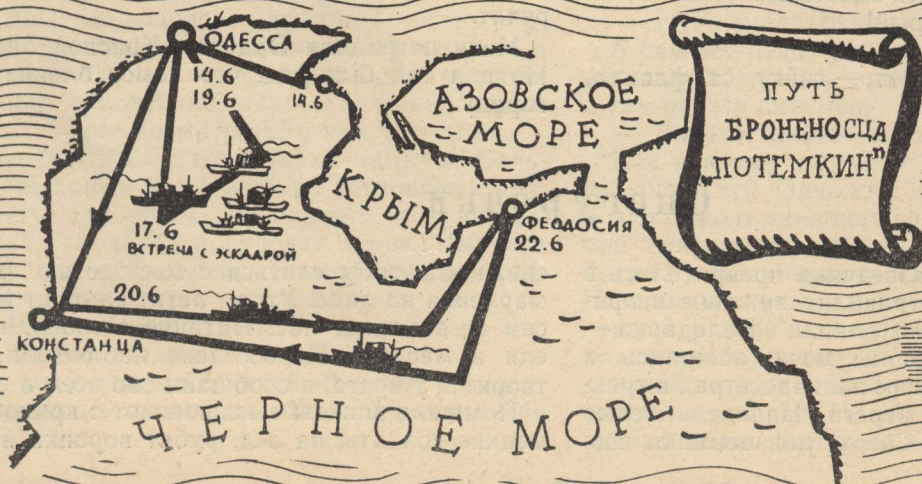 ОДЕССА
14.6
19.6
14.6
АЗОВСКОЕ
МОРЕ
ПУТЬ
БРОНЕНОСЦА
„ПОТЕМКИН"
КРЫМ
ФЕОДОСИЯ
22.6
17.6
ВСТРЕЧА С ЭСКАДРОЙ
20.6
КОНСТАНЦА
ЧЕРНОЕ МОРЕ